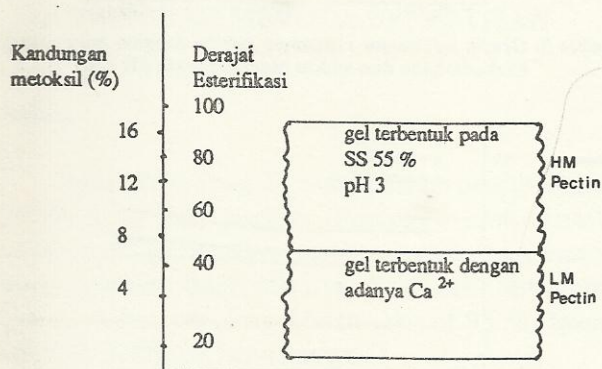 Kandungan
metoksil (%)
Derajat
Esterifikasi
100
16
80
12
60
8
40
4
20
gel terbentuk pada
SS 55 %
pH 3
HM
Pectin
gel terbentuk dengan
adanya Ca 2+
LM
Pectin